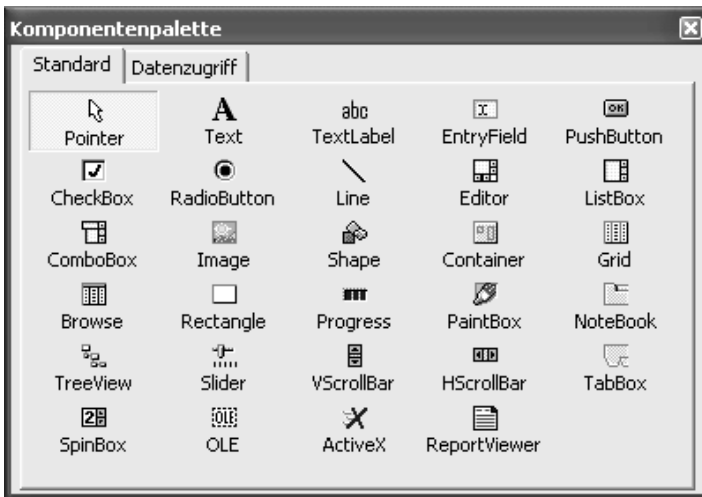 Komponentenpalette
Standard Datenzugriff
Pointer Text TextLabel EntryField PushButton
CheckBox RadioButton Line Editor ListBox
ComboBox Image Shape Container Grid
Browse Rectangle Progress PaintBox NoteBook
TreeView Slider VScrollBar HScrollBar TabBox
SpinBox OLE ActiveX ReportViewer